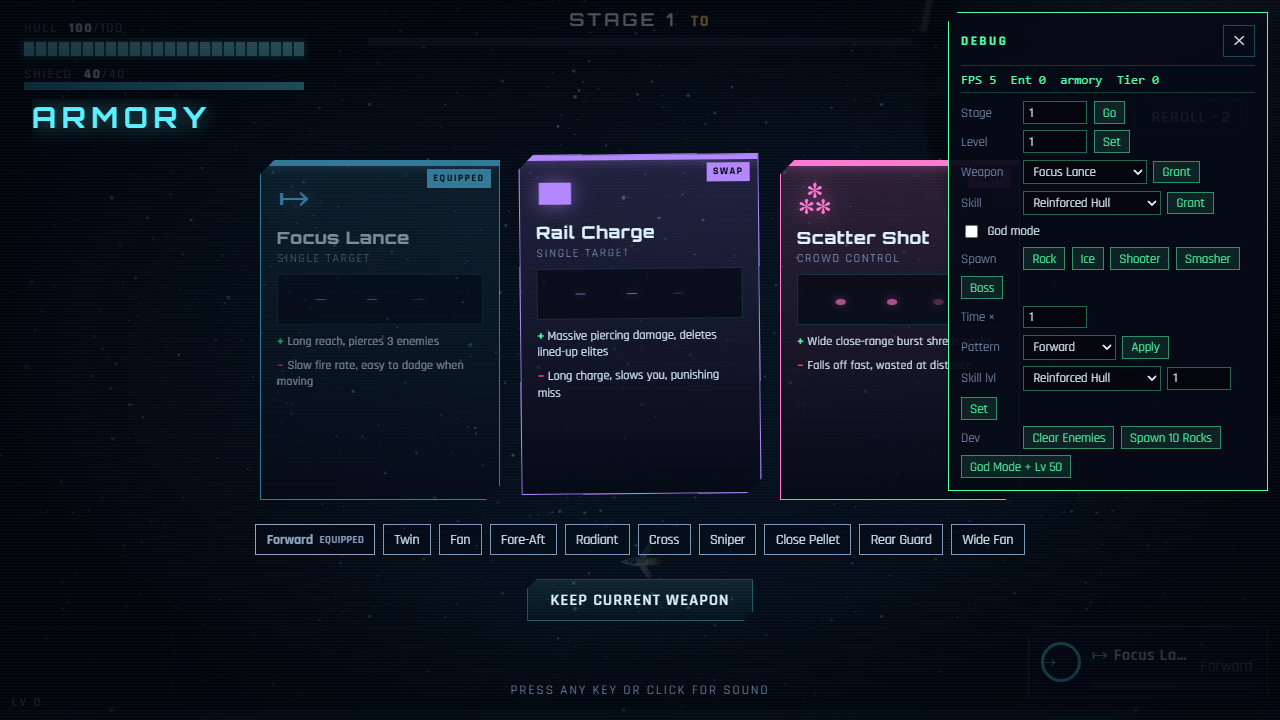 HULL 100/100
SHIELD 40/40
STAGE 1 TO
ARMORY
REROLL · 2
EQUIPPED
↦
Focus Lance
SINGLE TARGET
+ Long reach, pierces 3 enemies
− Slow fire rate, easy to dodge when
moving
SWAP
Rail Charge
SINGLE TARGET
+ Massive piercing damage, deletes
lined-up elites
− Long charge, slows you, punishing
miss
Scatter Shot
CROWD CONTROL
+ Wide close-range burst shre
− Falls off fast, wasted at dist
DEBUG
×
FPS 5 Ent 0 armory Tier 0
Stage 1 Go
Level 1 Set
Weapon Focus Lance Grant
Skill Reinforced Hull Grant
God mode
Spawn Rock Ice Shooter Smasher
Boss
Time × 1
Pattern Forward Apply
Skill lvl Reinforced Hull 1
Set
Dev Clear Enemies Spawn 10 Rocks
God Mode + Lv 50
Forward EQUIPPED Twin Fan Fore-Aft Radiant Cross Sniper Close Pellet Rear Guard Wide Fan
KEEP CURRENT WEAPON
PRESS ANY KEY OR CLICK FOR SOUND
LV 0
↦ Focus La... Forward